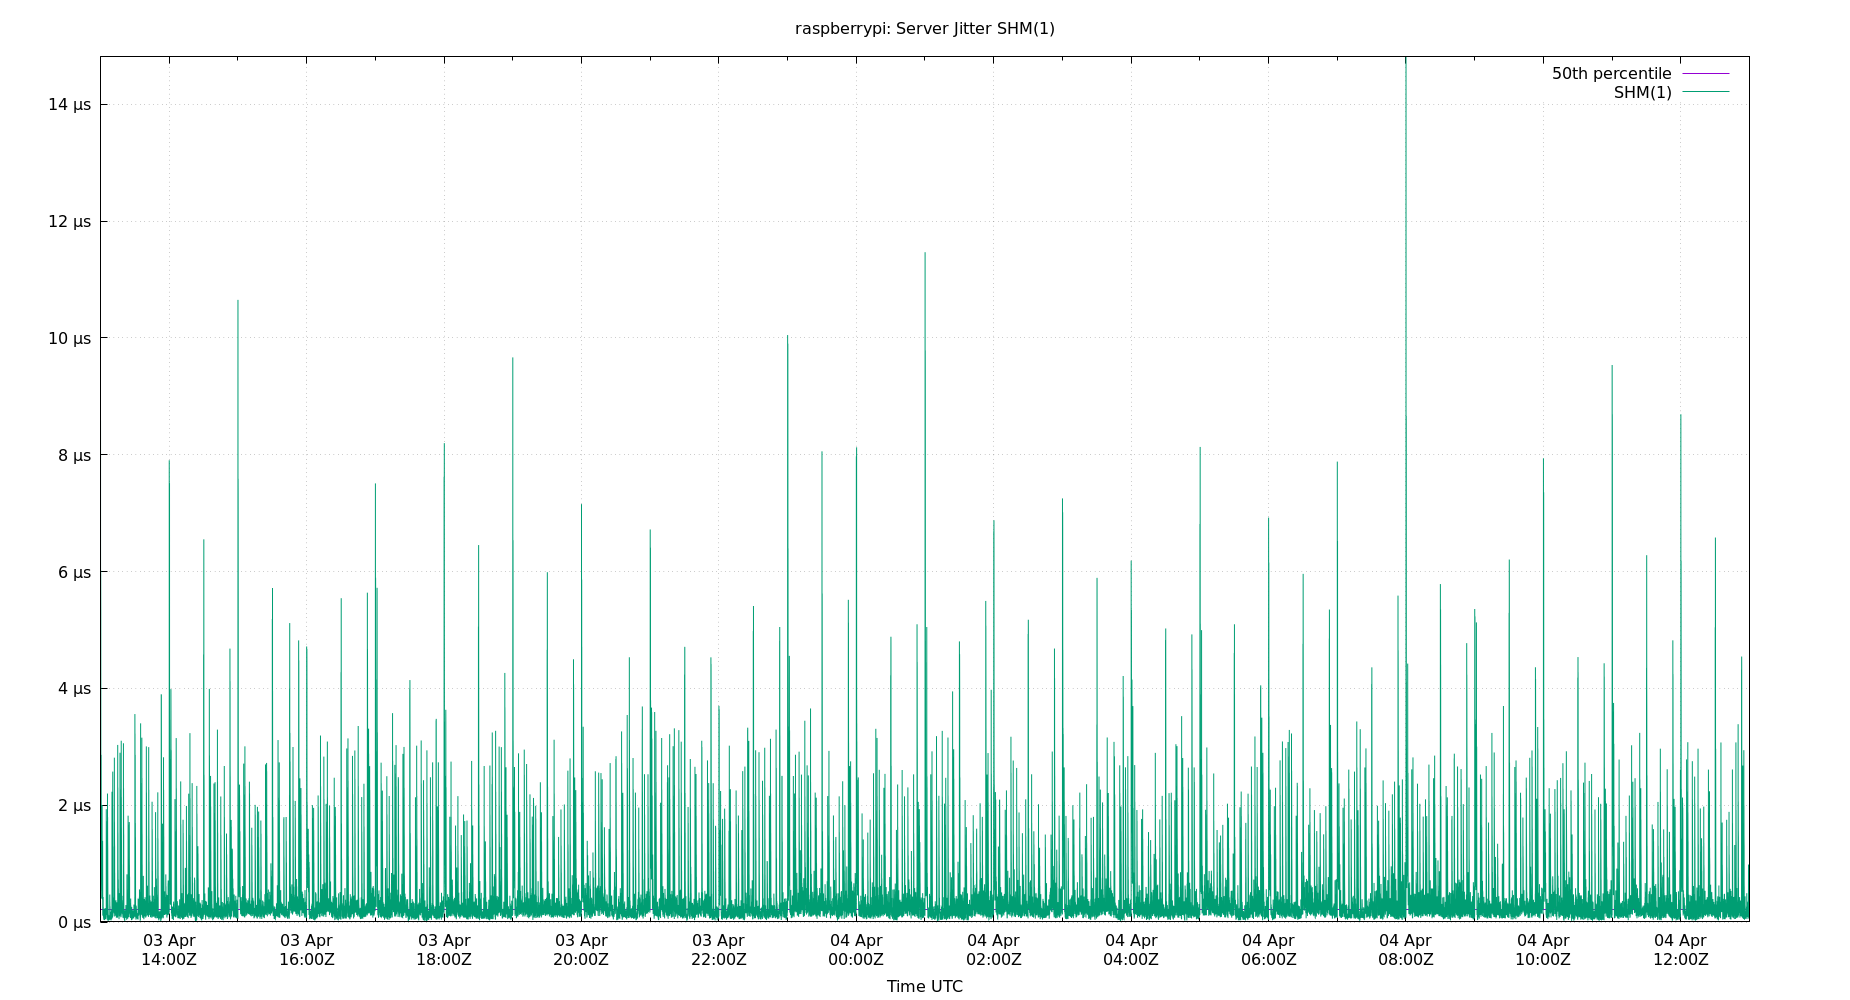 raspberrypi: Server Jitter SHM(1)
50th percentile
SHM(1)
14 µs
12 µs
10 µs
8 µs
6 µs
4 µs
2 µs
0 µs
03 Apr 03 Apr 03 Apr 03 Apr 03 Apr 04 Apr 04 Apr 04 Apr 04 Apr 04 Apr 04 Apr 04 Apr
14:00Z 16:00Z 18:00Z 20:00Z 22:00Z 00:00Z 02:00Z 04:00Z 06:00Z 08:00Z 10:00Z 12:00Z
Time UTC